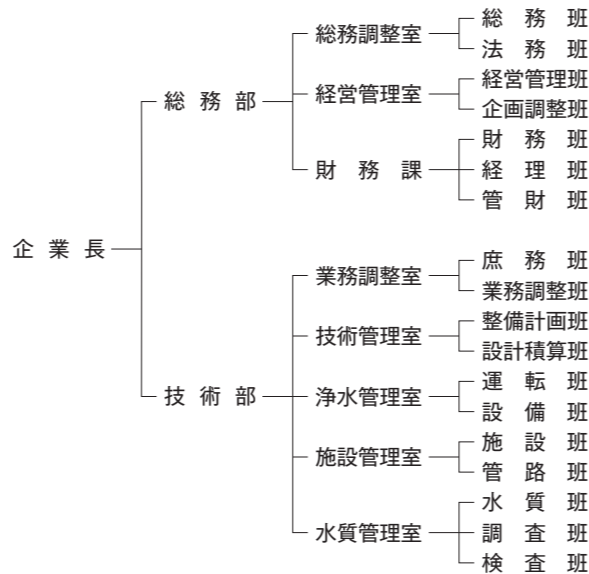 企業長
総務部
総務調整室
総務班
法務班
経営管理室
経営管理班
企画調整班
財務課
財務班
経理班
管財班
技術部
業務調整室
庶務班
業務調整班
技術管理室
整備計画班
設計積算班
浄水管理室
運転班
設備班
施設管理室
施設班
管路班
水質管理室
水質班
調査班
検査班